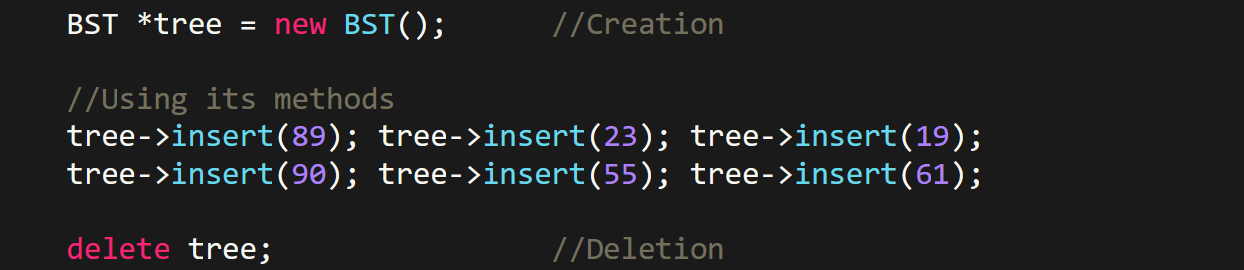 BST *tree = new BST();      //Creation
//Using its methods
tree->insert(89); tree->insert(23); tree->insert(19);
tree->insert(90); tree->insert(55); tree->insert(61);
delete tree;                //Deletion